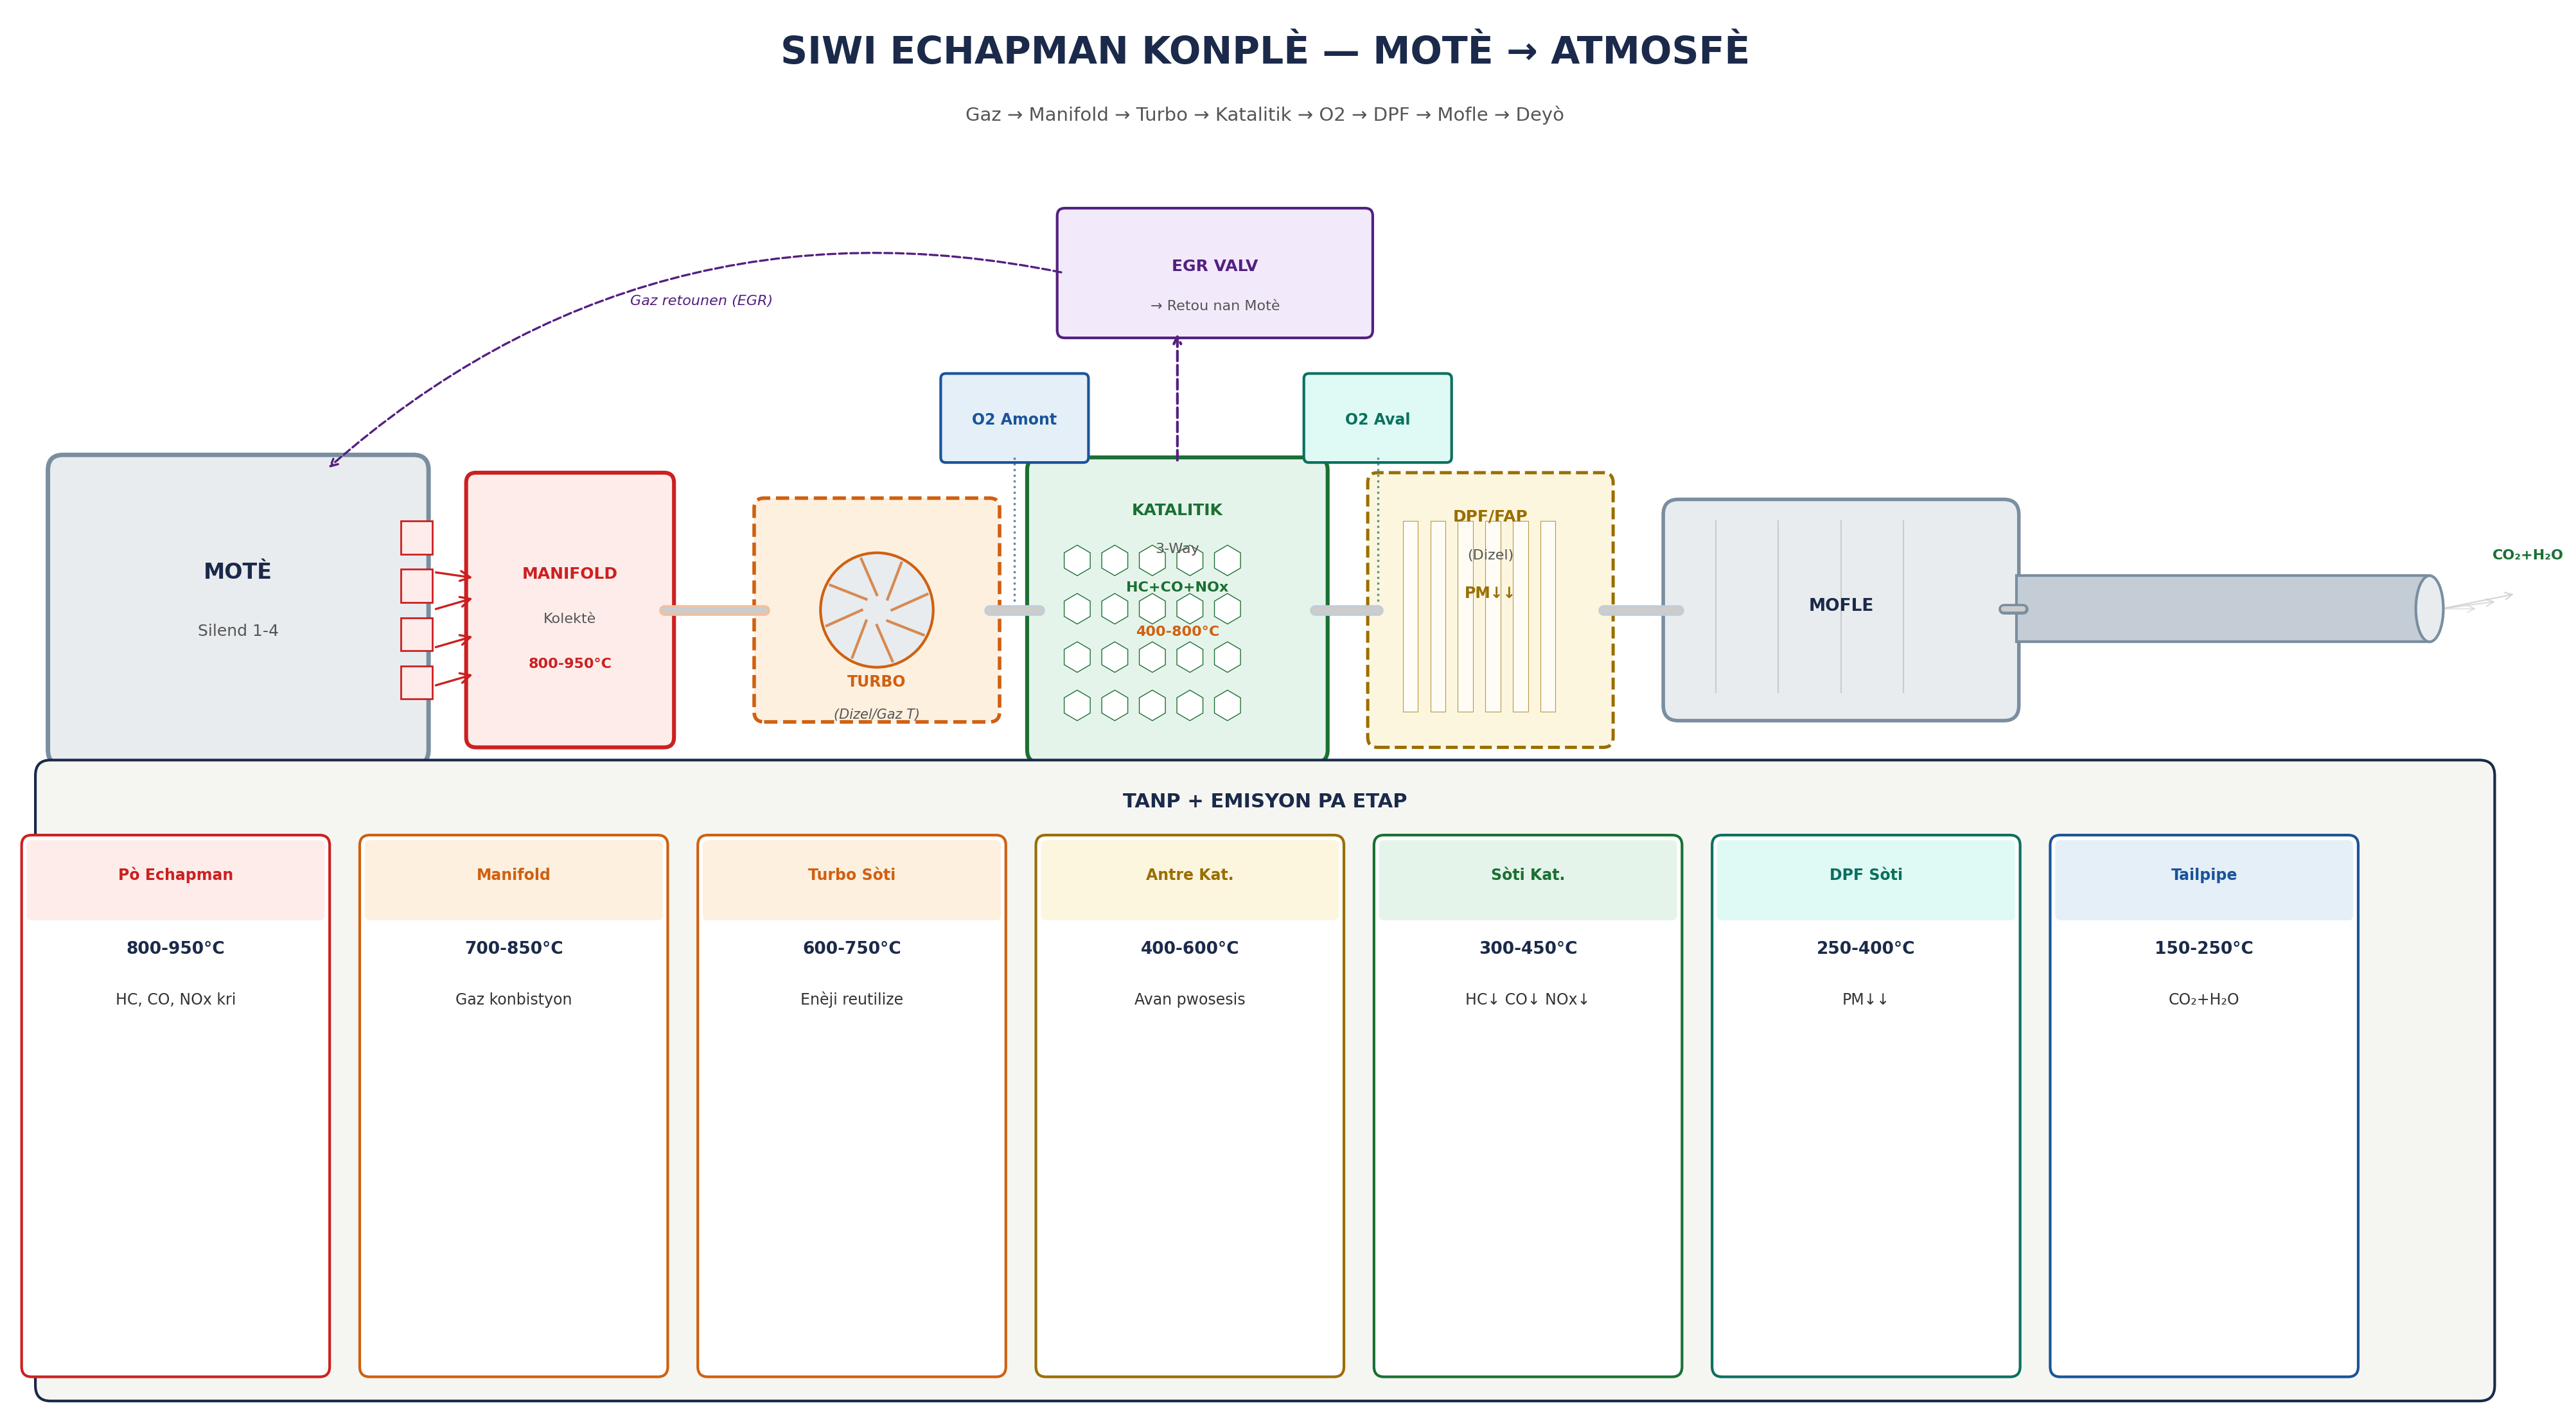 SIWI ECHAPMAN KONPLÈ — MOTÈ → ATMOSFÈ
Gaz → Manifold → Turbo → Katalitik → O2 → DPF → Mofle → Deyò
EGR VALV
→ Retou nan Motè
Gaz retounen (EGR)
O2 Amont
O2 Aval
MOTÈ
Silend 1-4
MANIFOLD
Kolektè
800-950°C
TURBO
(Dizel/Gaz T)
KATALITIK
3-Way
HC+CO+NOx
400-800°C
DPF/FAP
(Dizel)
PM↓↓
MOFLE
CO₂+H₂O
TANP + EMISYON PA ETAP
Pò Echapman
800-950°C
HC, CO, NOx kri
Manifold
700-850°C
Gaz konbistyon
Turbo Sòti
600-750°C
Enèji reutilize
Antre Kat.
400-600°C
Avan pwosesis
Sòti Kat.
300-450°C
HC↓ CO↓ NOx↓
DPF Sòti
250-400°C
PM↓↓
Tailpipe
150-250°C
CO₂+H₂O